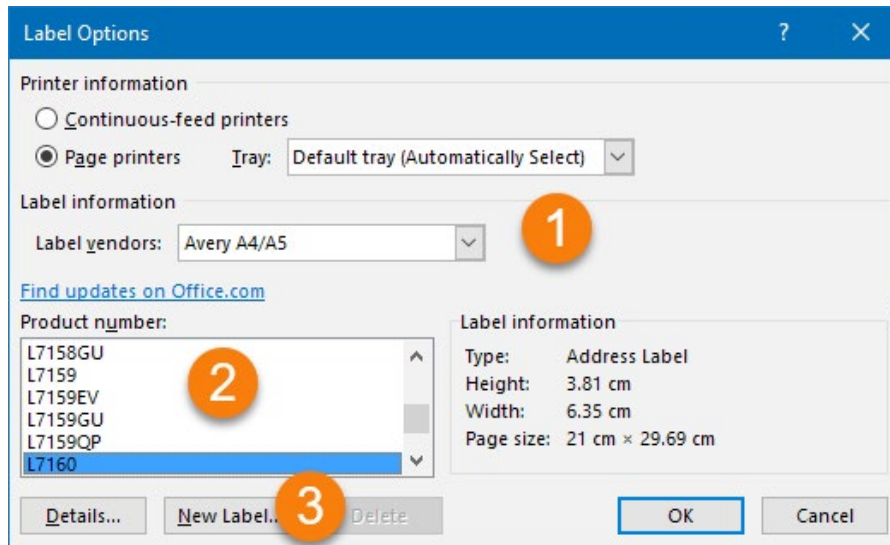 Label Options ?
Printer information
Continuous-feed printers
Page printers Tray: Default tray (Automatically Select)
Label information
1
Label vendors: Avery A4/A5
Find updates on Office.com
Product number:
L7158GU
L7159
L7159EV
L7159GU
L7159QP
L7160
2
Label information
Type: Address Label
Height: 3.81 cm
Width: 6.35 cm
Page size: 21 cm × 29.69 cm
Details... New Label.. 3 Delete OK Cancel